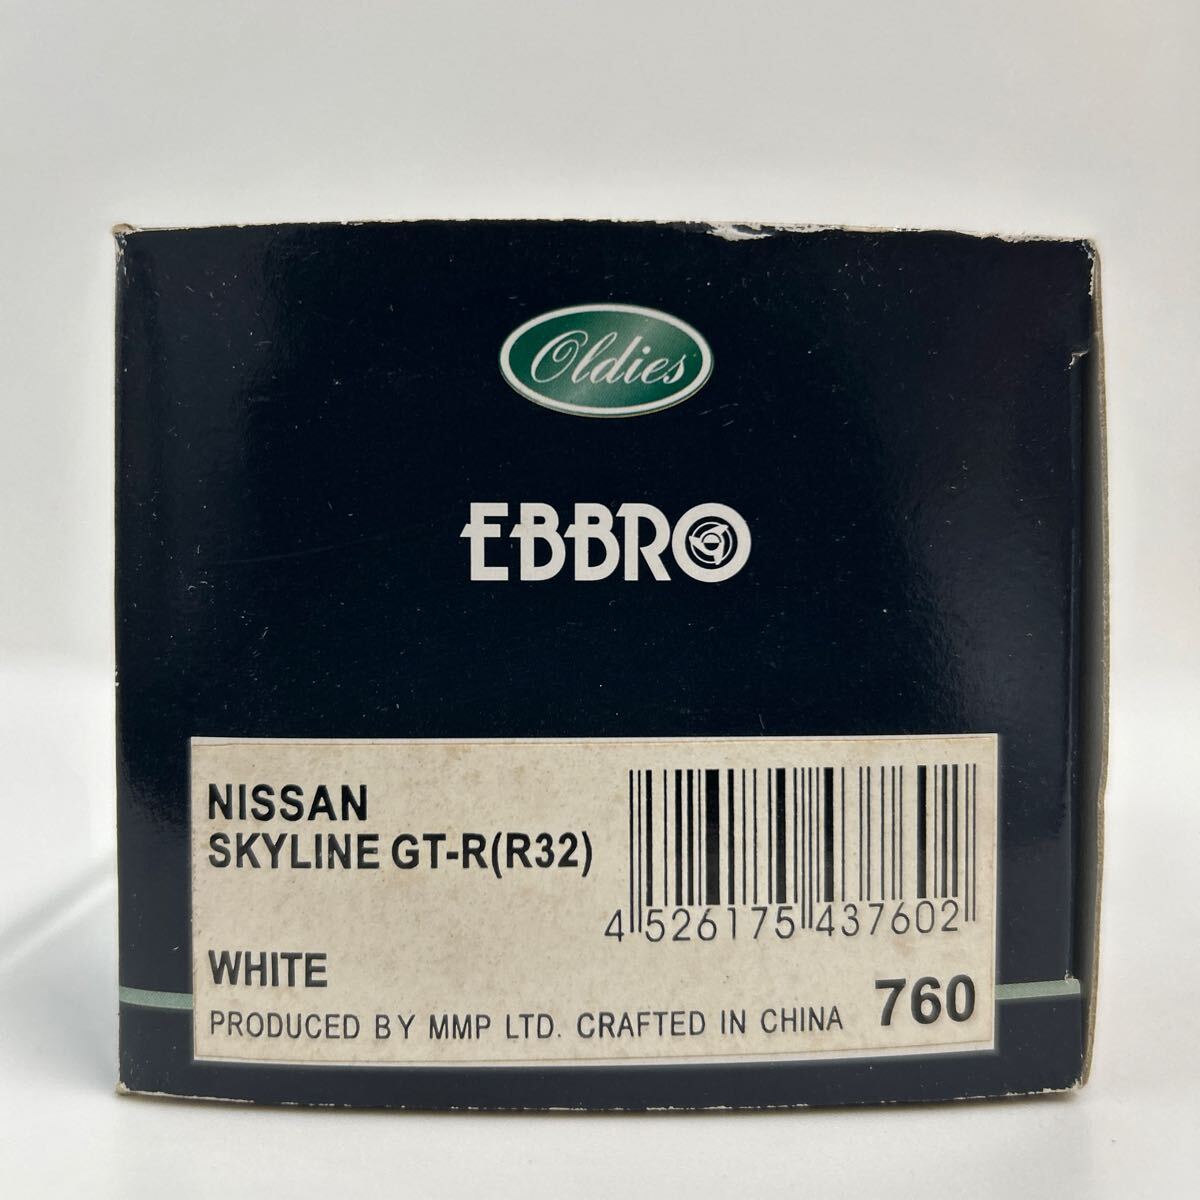 Oldies
EBBRO
NISSAN
SKYLINE GT-R(R32)
4 526175 437602
WHITE
760
PRODUCED BY MMP LTD. CRAFTED IN CHINA